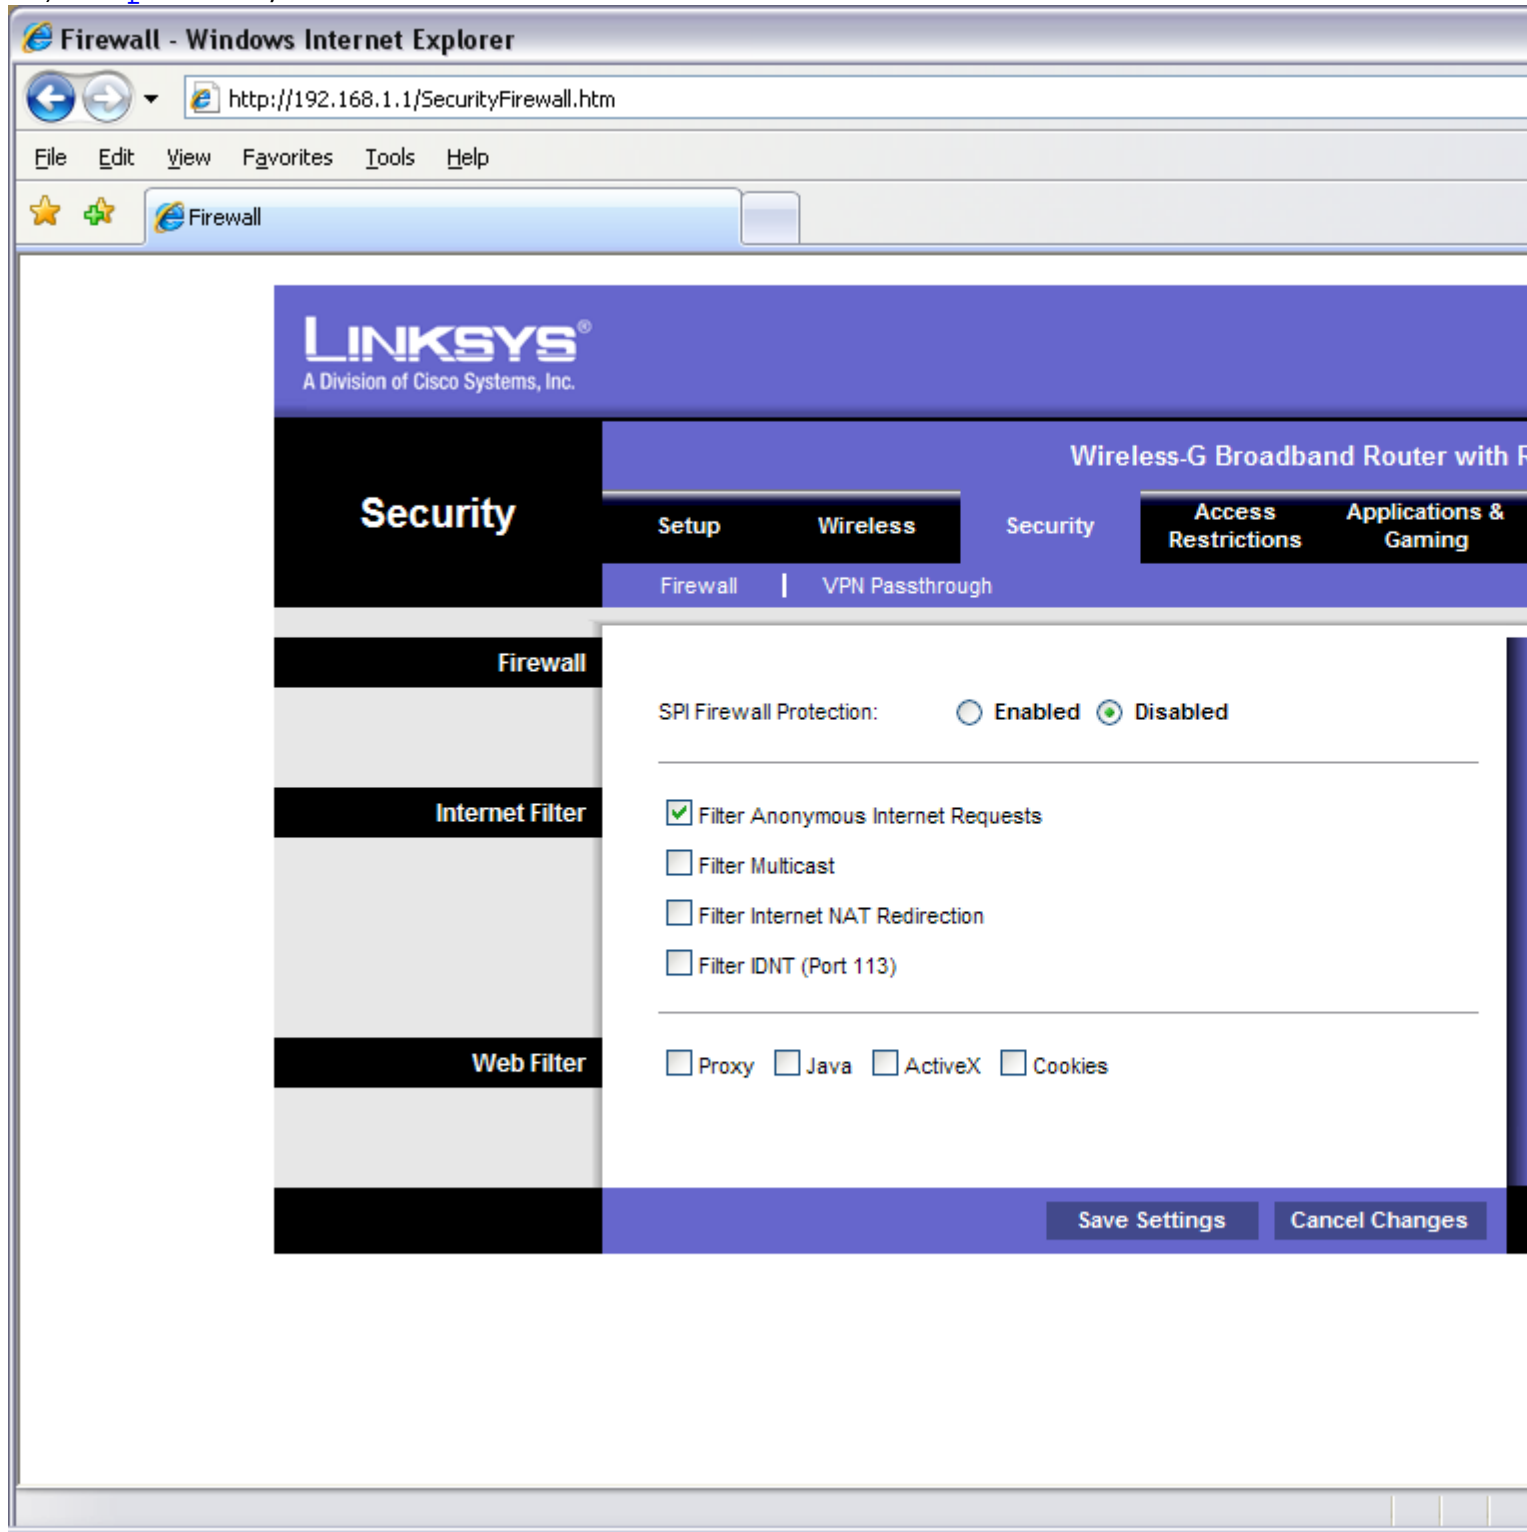 Firewall - Windows Internet Explorer
http://192.168.1.1/SecurityFirewall.htm
File Edit View Favorites Tools Help
Firewall
LINKSYS®
A Division of Cisco Systems, Inc.
Wireless-G Broadband Router with
Security
Setup Wireless Security Access Restrictions Applications & Gaming
Firewall | VPN Passthrough
Firewall
SPI Firewall Protection: Enabled Disabled
Internet Filter
Filter Anonymous Internet Requests
Filter Multicast
Filter Internet NAT Redirection
Filter IDNT (Port 113)
Web Filter
Proxy Java ActiveX Cookies
Save Settings Cancel Changes